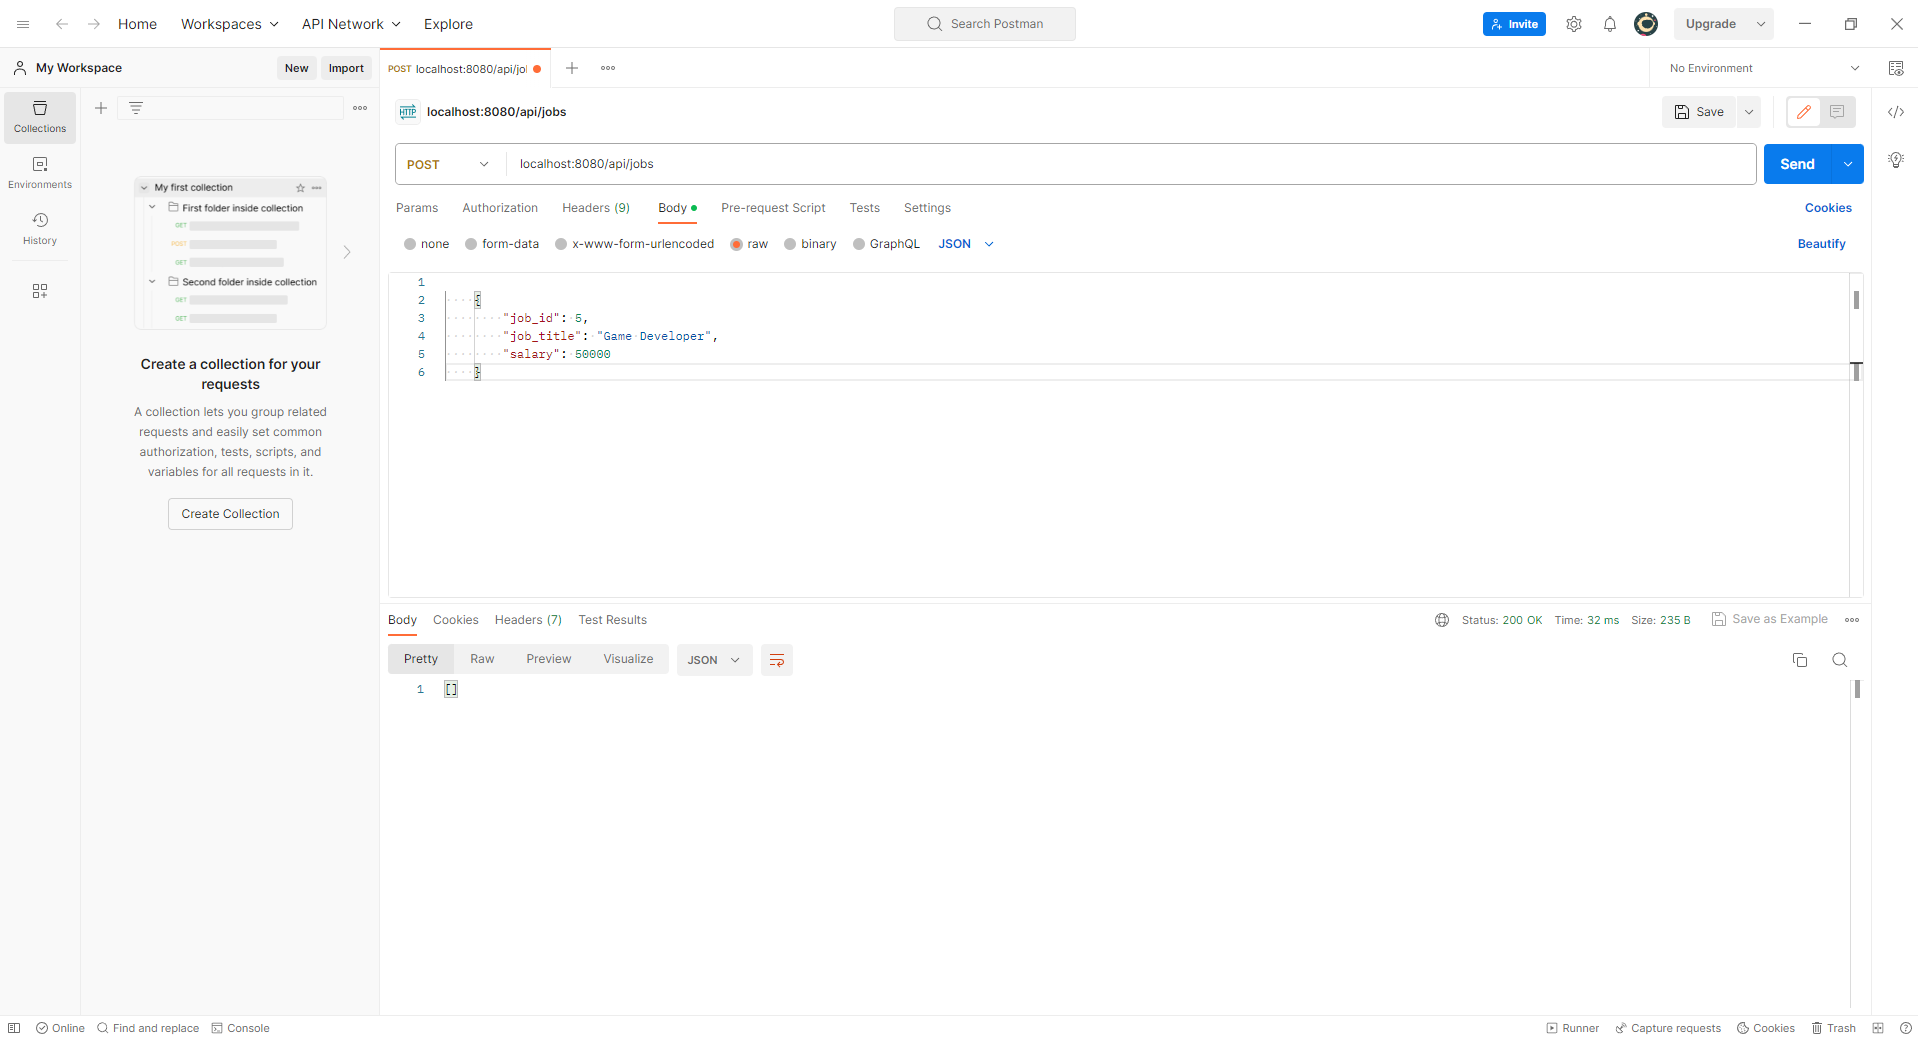 Home Workspaces API Network Explore Search Postman Invite Upgrade
My Workspace New Import POST localhost:8080/api/jo No Environment
Collections
Environments
History
My first collection
First folder inside collection
GET
POST
GET
Second folder inside collection
GET
GET
Create a collection for your
requests
A collection lets you group related
requests and easily set common
authorization, tests, scripts, and
variables for all requests in it.
Create Collection
HTTP localhost:8080/api/jobs Save
POST localhost:8080/api/jobs Send
Params Authorization Headers (9) Body Pre-request Script Tests Settings Cookies
none form-data x-www-form-urlencoded raw binary GraphQL JSON Beautify
1
2 {
3 "job_id": 5,
4 "job_title": "Game Developer",
5 "salary": 50000
6 }
Body Cookies Headers (7) Test Results Status: 200 OK Time: 32 ms Size: 235 B Save as Example
Pretty Raw Preview Visualize JSON
1 []
Online Find and replace Console Runner Capture requests Cookies Trash